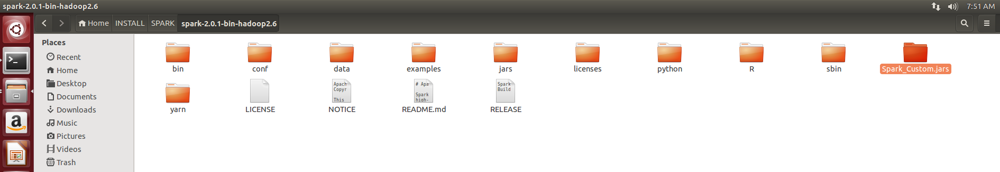 spark-2.0.1-bin-hadoop2.6
7:51 AM
Home INSTALL SPARK spark-2.0.1-bin-hadoop2.6
Places
Recent
Home
Desktop
Documents
Downloads
Music
Pictures
Videos
Trash
bin conf data examples jars licenses python R sbin Spark_Custom.jars
Apach
Copyr
This
# Apa
Spark
high-
Spark
Build
yarn LICENSE NOTICE README.md RELEASE